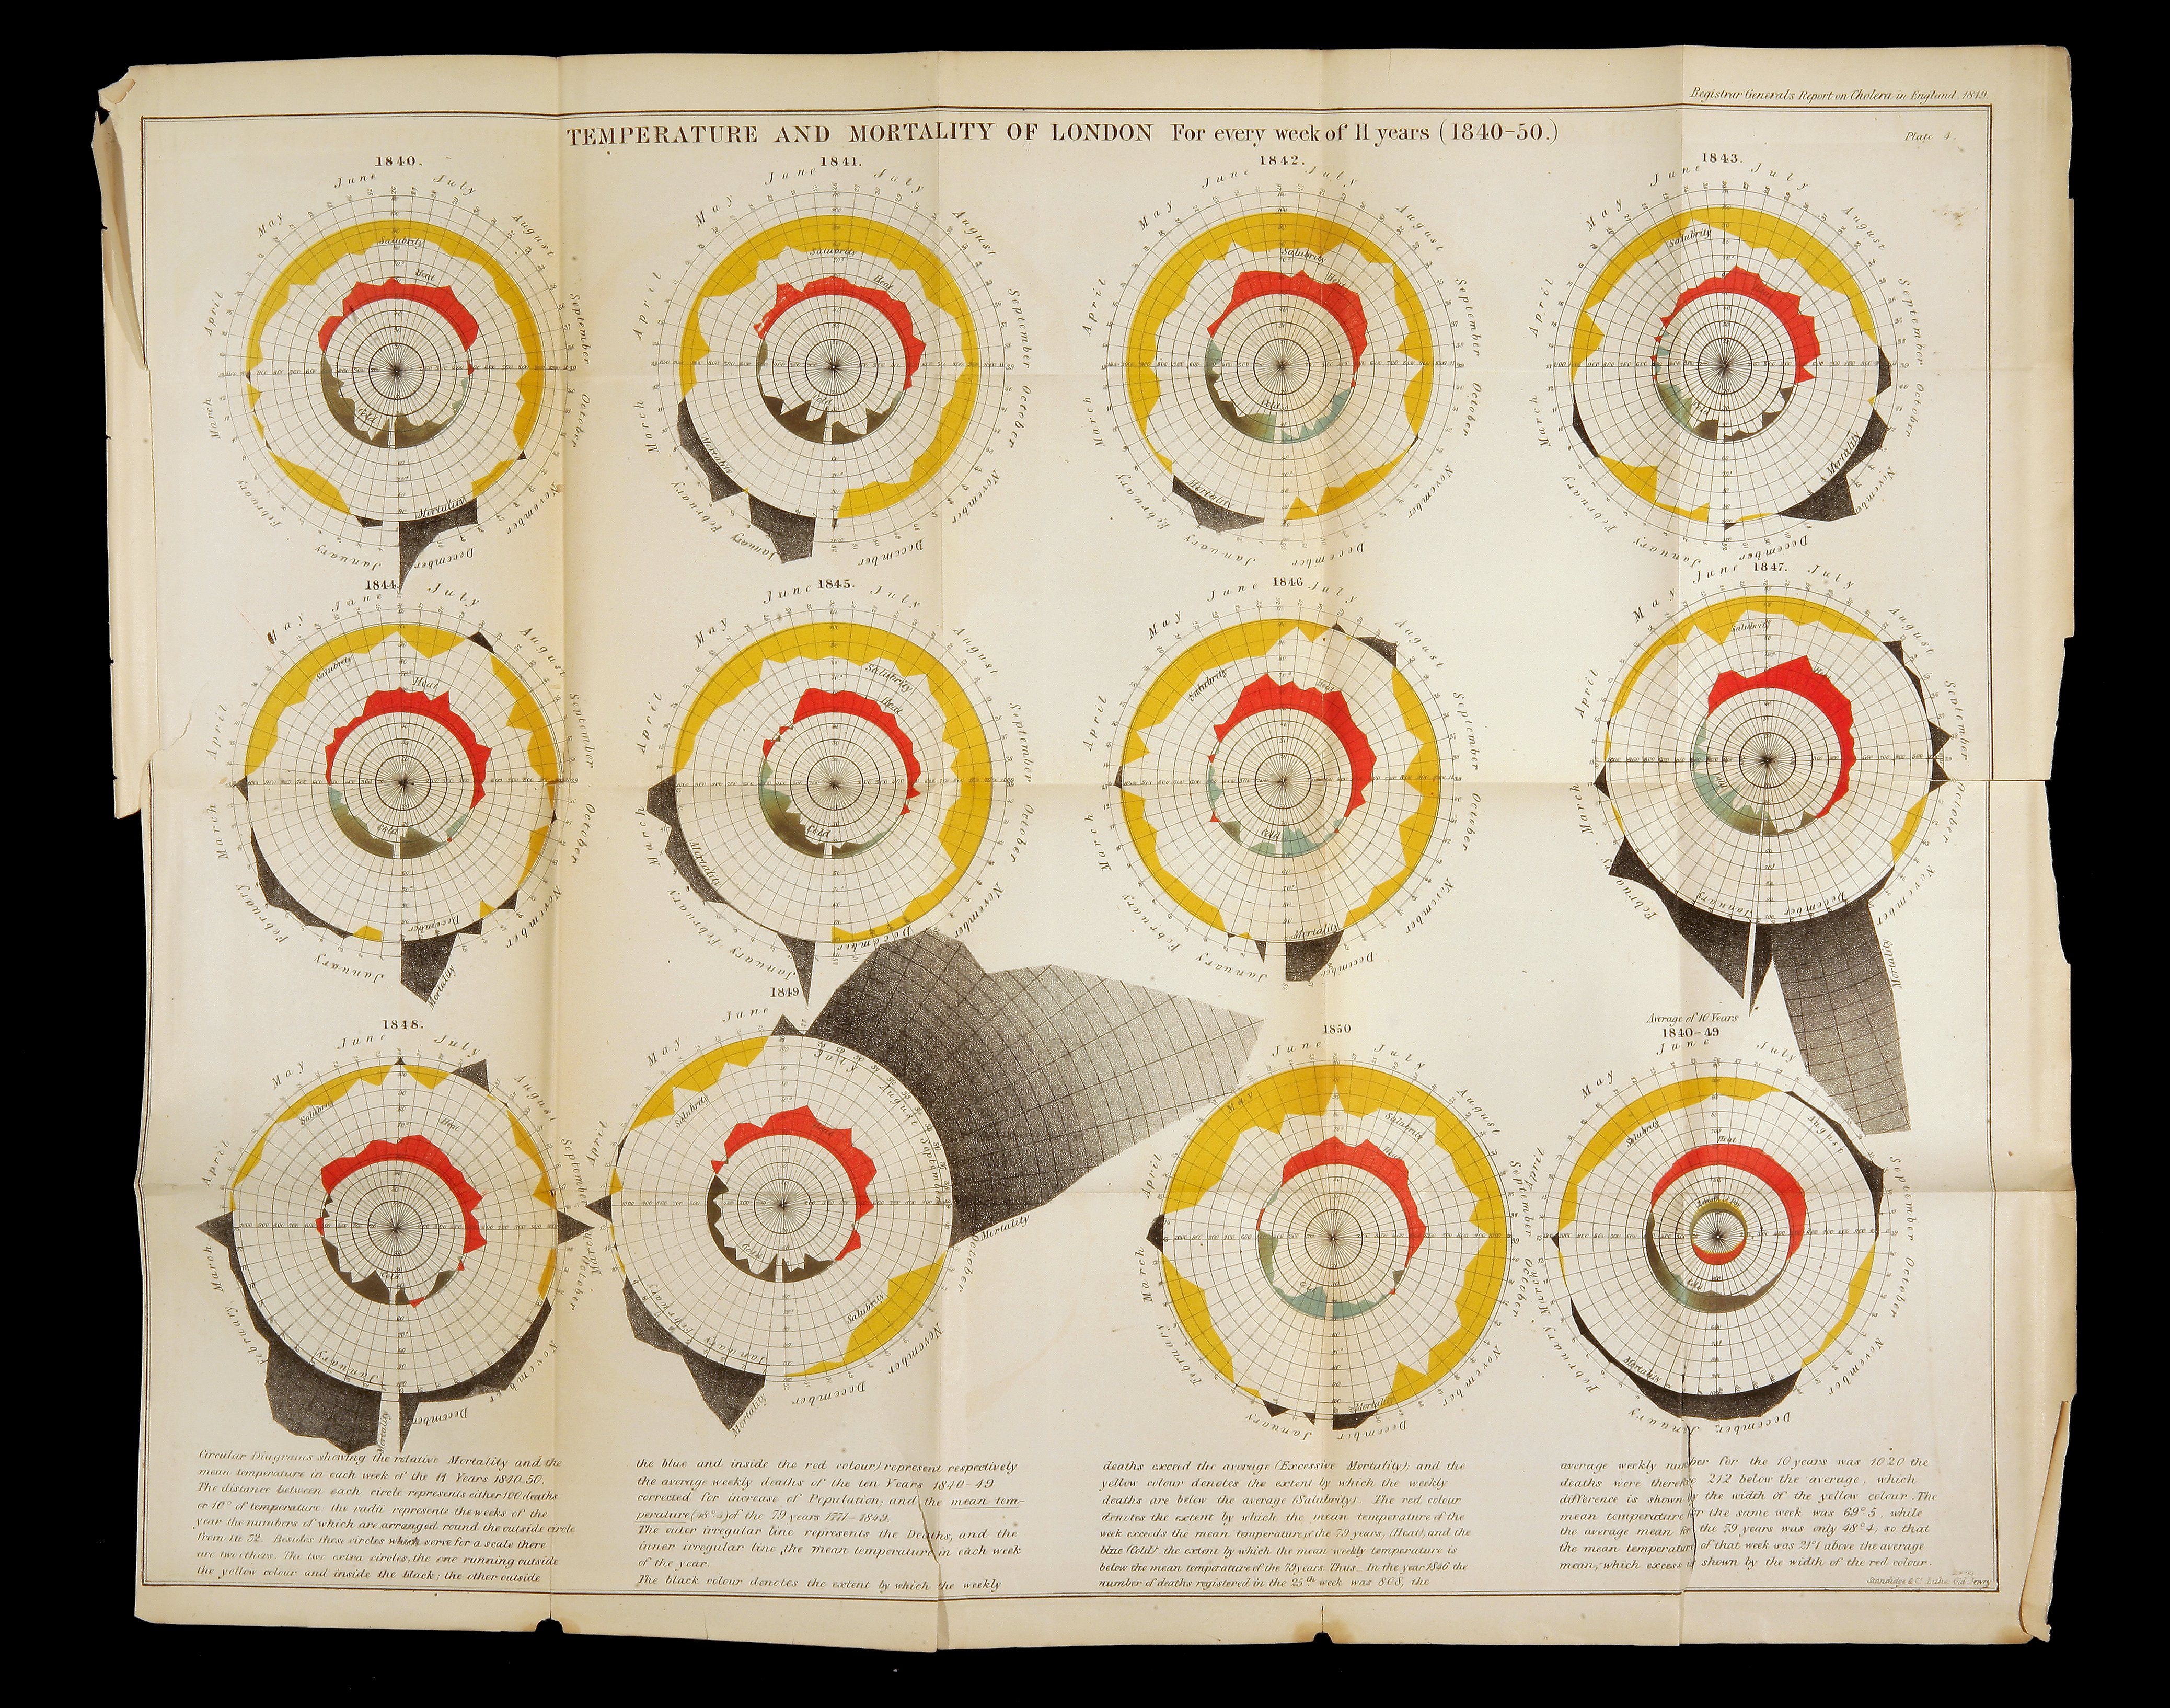 Registrar General's Report on Cholera in England. 1849.
TEMPERATURE AND MORTALITY OF LONDON For every week of 11 years (1840-50.)
Plate 4.
1840.
June July
May August
April September
March October
February November
January December
Salubrity
Heat
Cold
Mortality
1841.
June July
May August
April September
March October
February November
January December
Salubrity
Heat
Cold
Mortality
1842.
June July
May August
April September
March October
February November
January December
Salubrity
Heat
Cold
Mortality
1843.
June July
May August
April September
March October
February November
January December
Salubrity
Heat
Cold
Mortality
1844.
June July
May August
April September
March October
February November
January December
Salubrity
Heat
Cold
Mortality
1845.
June July
May August
April September
March October
February November
January December
Salubrity
Heat
Cold
Mortality
1846
June July
May August
April September
March October
February November
January December
Salubrity
Heat
Cold
Mortality
1847.
June July
May August
April September
March October
February November
January December
Salubrity
Heat
Cold
Mortality
1848.
June July
May August
April September
March October
February November
January December
Salubrity
Heat
Cold
Mortality
1849
June July
May August
April September
March October
February November
January December
Salubrity
Heat
Cold
Mortality
Salubrity
Mortality
1850
June July
May August
April September
March October
February November
January December
Salubrity
Heat
Cold
Mortality
Average of 10 Years
1840-49
June July
May August
April September
March October
February November
January December
Salubrity
Heat
Cold
Mortality
Circular Diagrams showing the relative Mortality and the
mean temperature in each week of the 11 Years 1840-50.
The distance between each circle represents either 100 deaths
or 10° of temperature the radii represent the weeks of the
year the numbers of which are arranged round the outside circle
from 1 to 52. Besides these circles which serve for a scale there
are two others. The two extra circles, the one running outside
the yellow colour and inside the black; the other outside
the blue and inside the red colour) represent respectively
the average weekly deaths of the ten Years 1840-49
corrected for increase of Population, and the mean tem-
perature (48°.4) of the 79 years 1771-1849.
The outer irregular line represents the Deaths, and the
inner irregular line, the mean temperature in each week
of the year.
The black colour denotes the extent by which the weekly
deaths exceed the average (Excessive Mortality), and the
yellow colour denotes the extent by which the weekly
deaths are below the average (Salubrity). The red colour
denotes the extent by which the mean temperature of the
week exceeds the mean temperature of the 79 years, (Heat), and the
blue (Cold) the extent by which the mean weekly temperature is
below the mean temperature of the 79 years. Thus_ In the year 1846 the
number of deaths registered in the 25th week was 808, the
average weekly number for the 10 years was 1020 the
deaths were therefore 212 below the average, which
difference is shown by the width of the yellow colour. The
mean temperature for the same week was 69°.5, while
the average mean for the 79 years was only 48°.4; so that
the mean temperature of that week was 21°.1 above the average
mean, which excess is shown by the width of the red colour.
Standidge & Co. Litho. Old Jewry